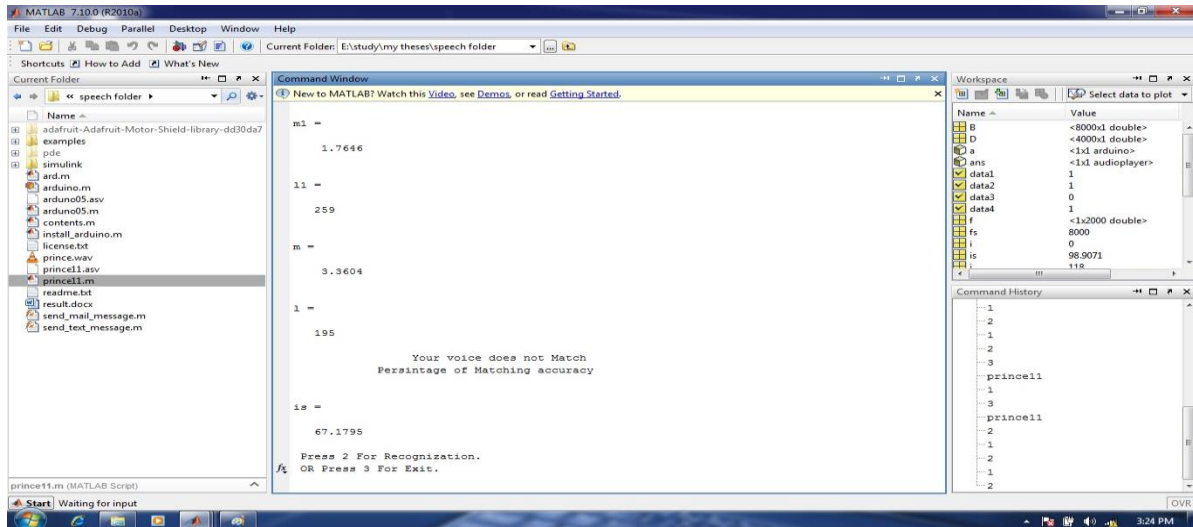 MATLAB 7.10.0 (R2010a)
File Edit Debug Parallel Desktop Window Help
Current Folder: E:\study\my theses\speech folder
Shortcuts How to Add What's New
Current Folder
« speech folder
Name
adafruit-Adafruit-Motor-Shield-library-dd30da7
examples
pde
simulink
ard.m
arduino.m
arduno05.asv
arduno05.m
contents.m
install_arduino.m
license.txt
prince.wav
prince11.asv
prince11.m
readme.txt
result.docx
send_mail_message.m
send_text_message.m
prince11.m (MATLAB Script)
Command Window
New to MATLAB? Watch this Video, see Demos, or read Getting Started.
m1 =
1.7646
l1 =
259
m =
3.3604
l =
195
Your voice does not Match
Persintage of Matching accuracy
is =
67.1795
Press 2 For Recognization.
fx OR Press 3 For Exit.
Workspace
Select data to plot
Name Value
B <8000x1 double>
D <4000x1 double>
a <1x1 arduino>
ans <1x1 audioplayer>
data1 1
data2 1
data3 0
data4 1
f <1x2000 double>
fs 8000
i 0
is 98.9071
118
Command History
1
2
1
2
3
prince11
1
3
prince11
2
1
2
1
2
Start Waiting for input
OVR
3:24 PM